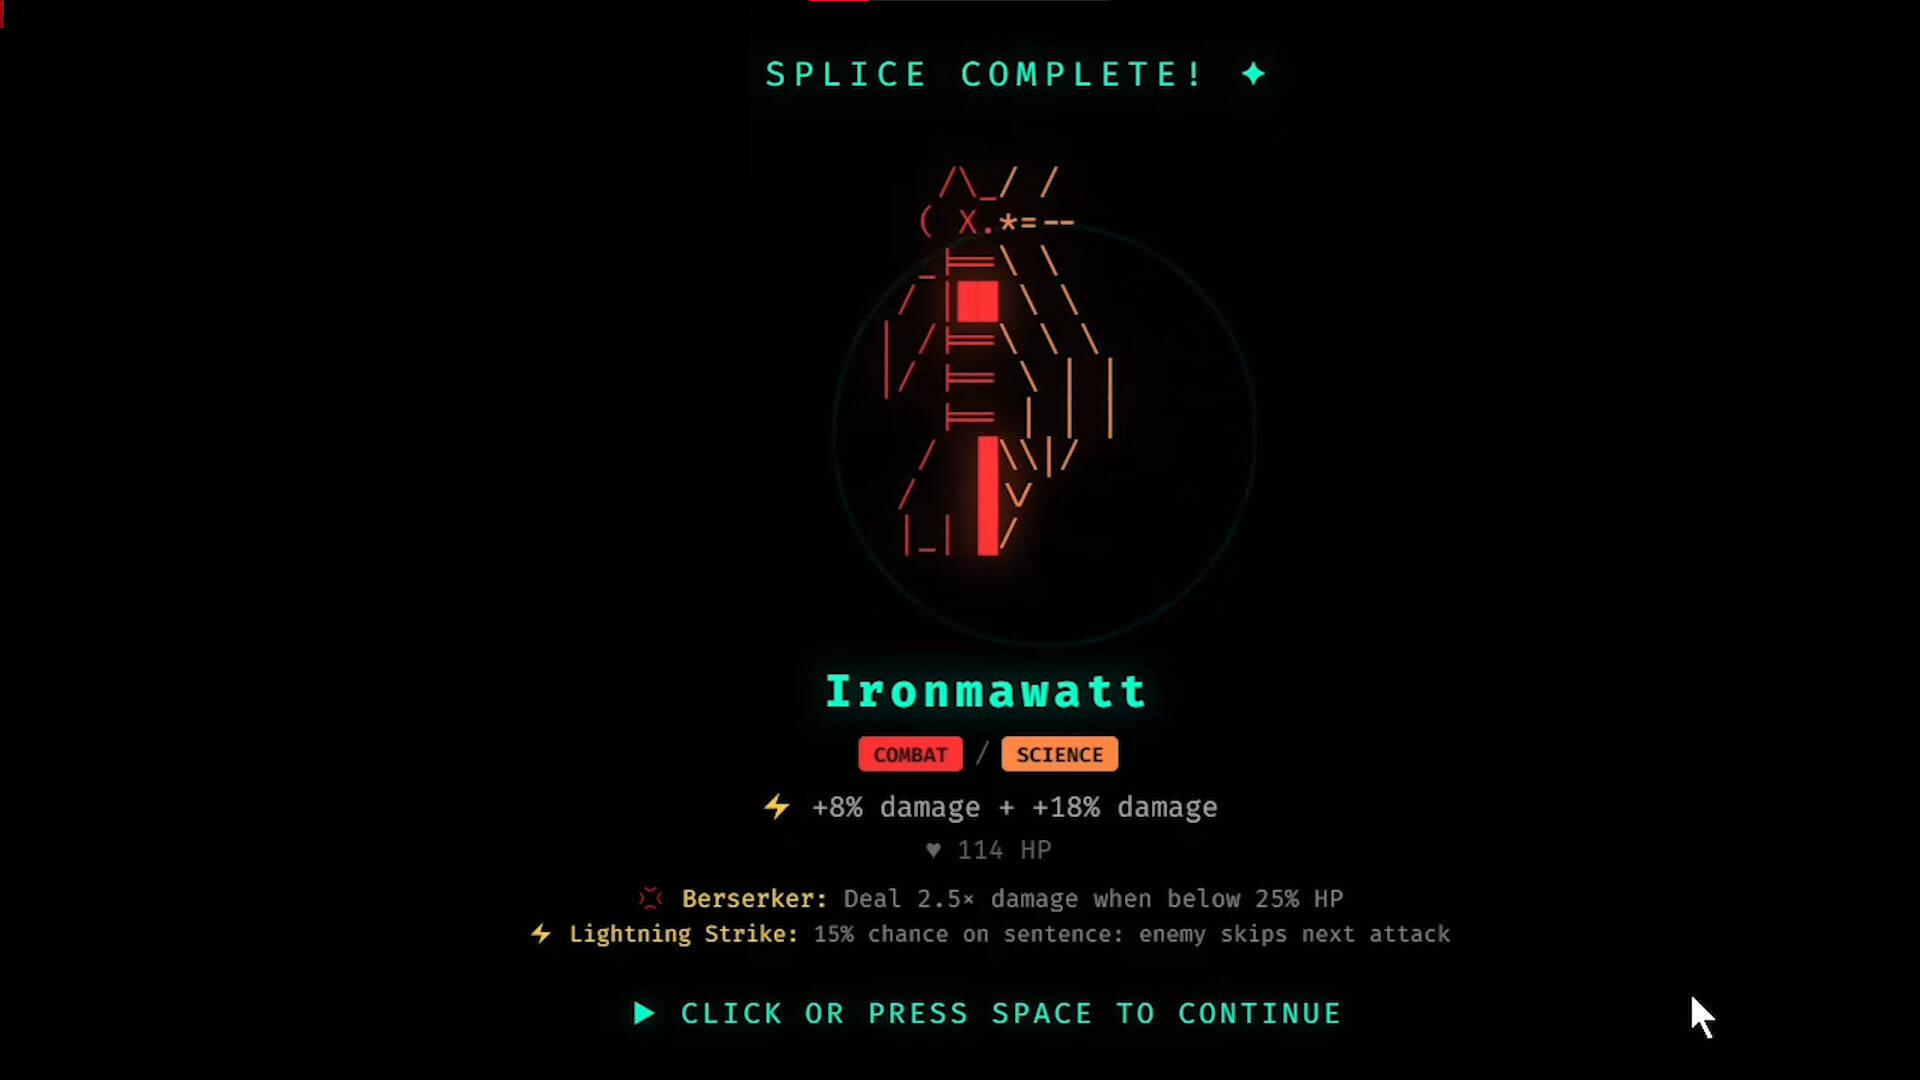 SPLICE COMPLETE! ✦
/\_/ /
( X.*=--
_╞══\ \
/ |██ \ \
| /╞══\ \ \
|/ ╞══ \ | |
╞══ | | |
/ █\\|/
/ █\/
|_| █/
Ironmawatt
COMBAT / SCIENCE
⚡ +8% damage + +18% damage
♥ 114 HP
💢 Berserker: Deal 2.5× damage when below 25% HP
⚡ Lightning Strike: 15% chance on sentence: enemy skips next attack
▶ CLICK OR PRESS SPACE TO CONTINUE